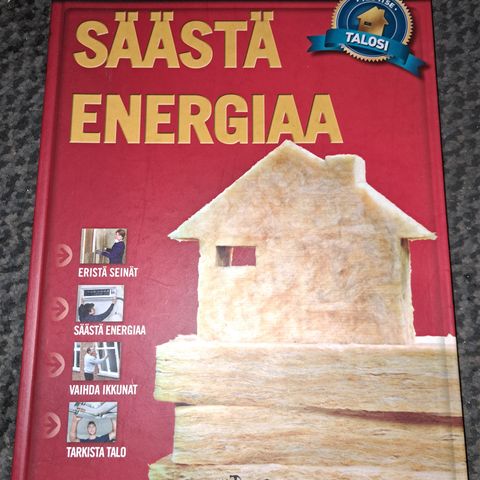 TALOSI
SÄÄSTÄ
ENERGIAA
ERISTÄ SEINÄT
SÄÄSTÄ ENERGIAA
VAIHDA IKKUNAT
TARKISTA TALO